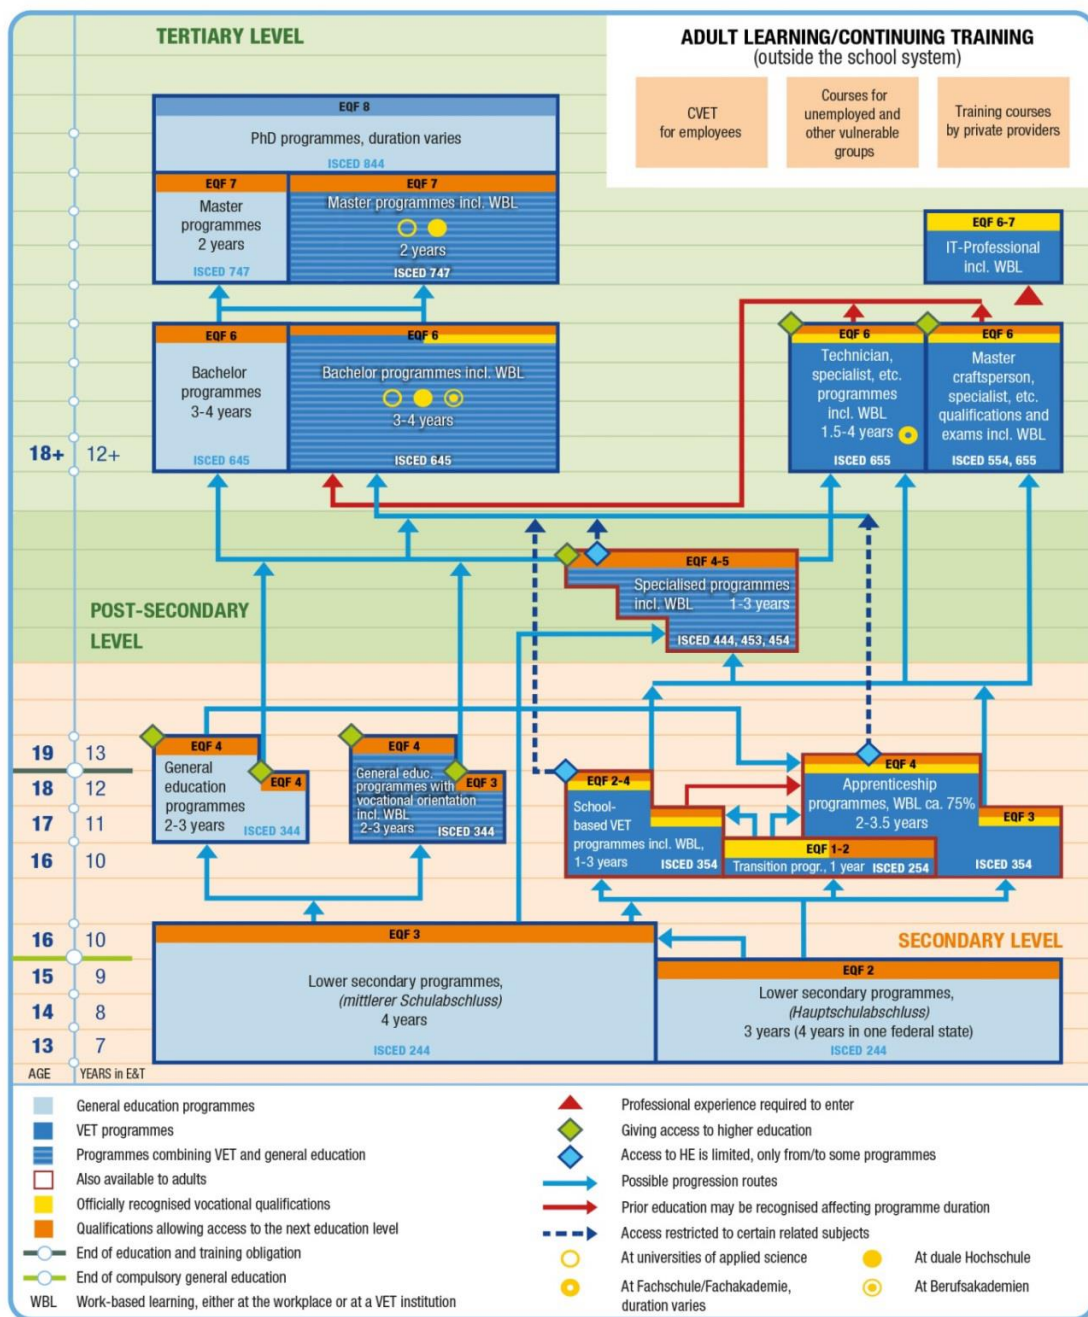 TERTIARY LEVEL
ADULT LEARNING/CONTINUING TRAINING
(outside the school system)
CVET
for employees
Courses for
unemployed and
other vulnerable
groups
Training courses
by private providers
EQF 8
PhD programmes, duration varies
ISCED 844
EQF 7
Master
programmes
2 years
ISCED 747
EQF 7
Master programmes incl. WBL
2 years
ISCED 747
EQF 6-7
IT-Professional
incl. WBL
EQF 6
Bachelor
programmes
3-4 years
ISCED 645
EQF 6
Bachelor programmes incl. WBL
3-4 years
ISCED 645
EQF 6
Technician,
specialist, etc.
programmes
incl. WBL
1.5-4 years
ISCED 655
EQF 6
Master
craftsperson,
specialist, etc.
qualifications and
exams incl. WBL
ISCED 554, 655
18+ 12+
POST-SECONDARY
LEVEL
EQF 4-5
Specialised programmes
incl. WBL 1-3 years
ISCED 444, 453, 454
19 13
18 12
17 11
16 10
EQF 4
General
education
programmes
2-3 years
EQF 4
ISCED 344
EQF 4
General educ.
programmes with
vocational orientation
incl. WBL
2-3 years
EQF 3
ISCED 344
EQF 2-4
School-
based VET
programmes incl. WBL,
1-3 years
ISCED 354
EQF 1-2
Transition progr., 1 year ISCED 254
EQF 4
Apprenticeship
programmes, WBL ca. 75%
2-3.5 years
EQF 3
ISCED 354
SECONDARY LEVEL
16 10
15 9
14 8
13 7
EQF 3
Lower secondary programmes,
(mittlerer Schulabschluss)
4 years
ISCED 244
EQF 2
Lower secondary programmes,
(Hauptschulabschluss)
3 years (4 years in one federal state)
ISCED 244
AGE YEARS in E&T
General education programmes
VET programmes
Programmes combining VET and general education
Also available to adults
Officially recognised vocational qualifications
Qualifications allowing access to the next education level
End of education and training obligation
End of compulsory general education
WBL Work-based learning, either at the workplace or at a VET institution
Professional experience required to enter
Giving access to higher education
Access to HE is limited, only from/to some programmes
Possible progression routes
Prior education may be recognised affecting programme duration
Access restricted to certain related subjects
At universities of applied science
At duale Hochschule
At Fachschule/Fachakademie,
duration varies
At Berufsakademien